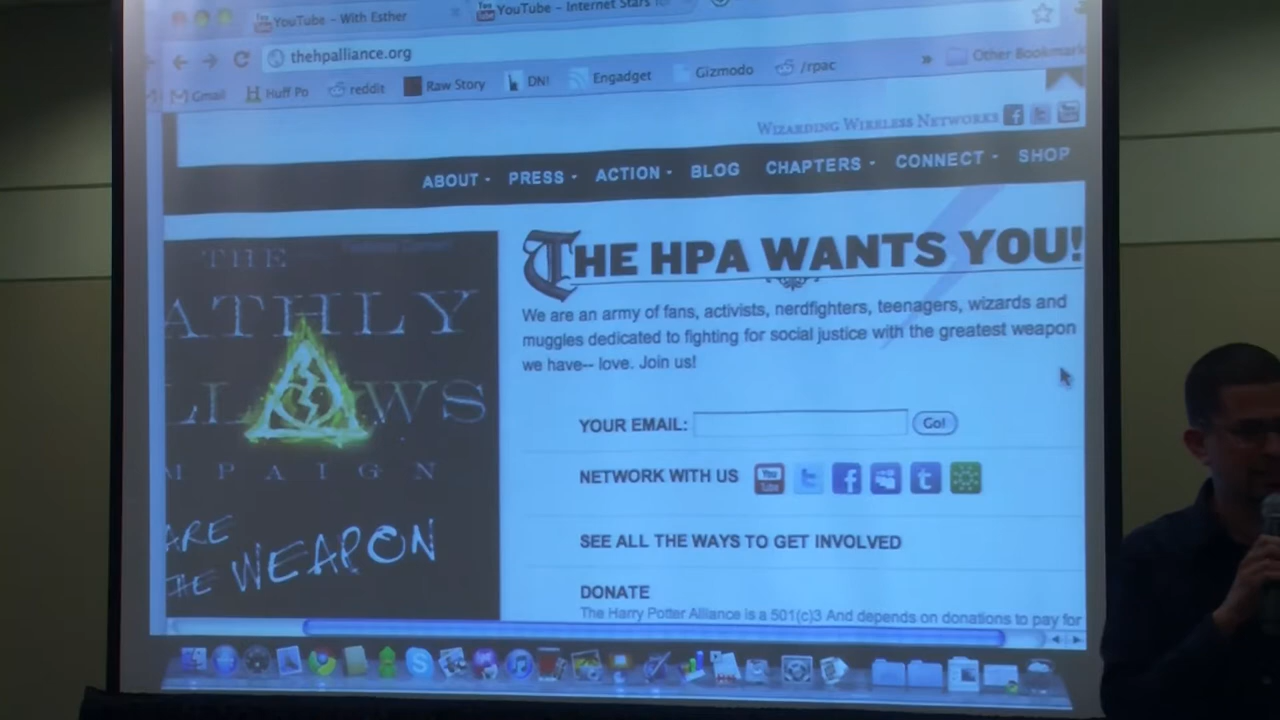 YouTube - With Esther
YouTube - Internet Stars
thehpalliance.org
Gmail Huff Po reddit Raw Story DN! Engadget Gizmodo /rpac » Other Bookmark
WIZARDING WIRELESS NETWORKS
ABOUT PRESS ACTION BLOG CHAPTERS CONNECT SHOP
THE
ATHLY
LLOWS
MPAIGN
ARE
THE WEAPON
THE HPA WANTS YOU!
We are an army of fans, activists, nerdfighters, teenagers, wizards and
muggles dedicated to fighting for social justice with the greatest weapon
we have-- love. Join us!
YOUR EMAIL: Go!
NETWORK WITH US You Tube
SEE ALL THE WAYS TO GET INVOLVED
DONATE
The Harry Potter Alliance is a 501(c)3 And depends on donations to pay for